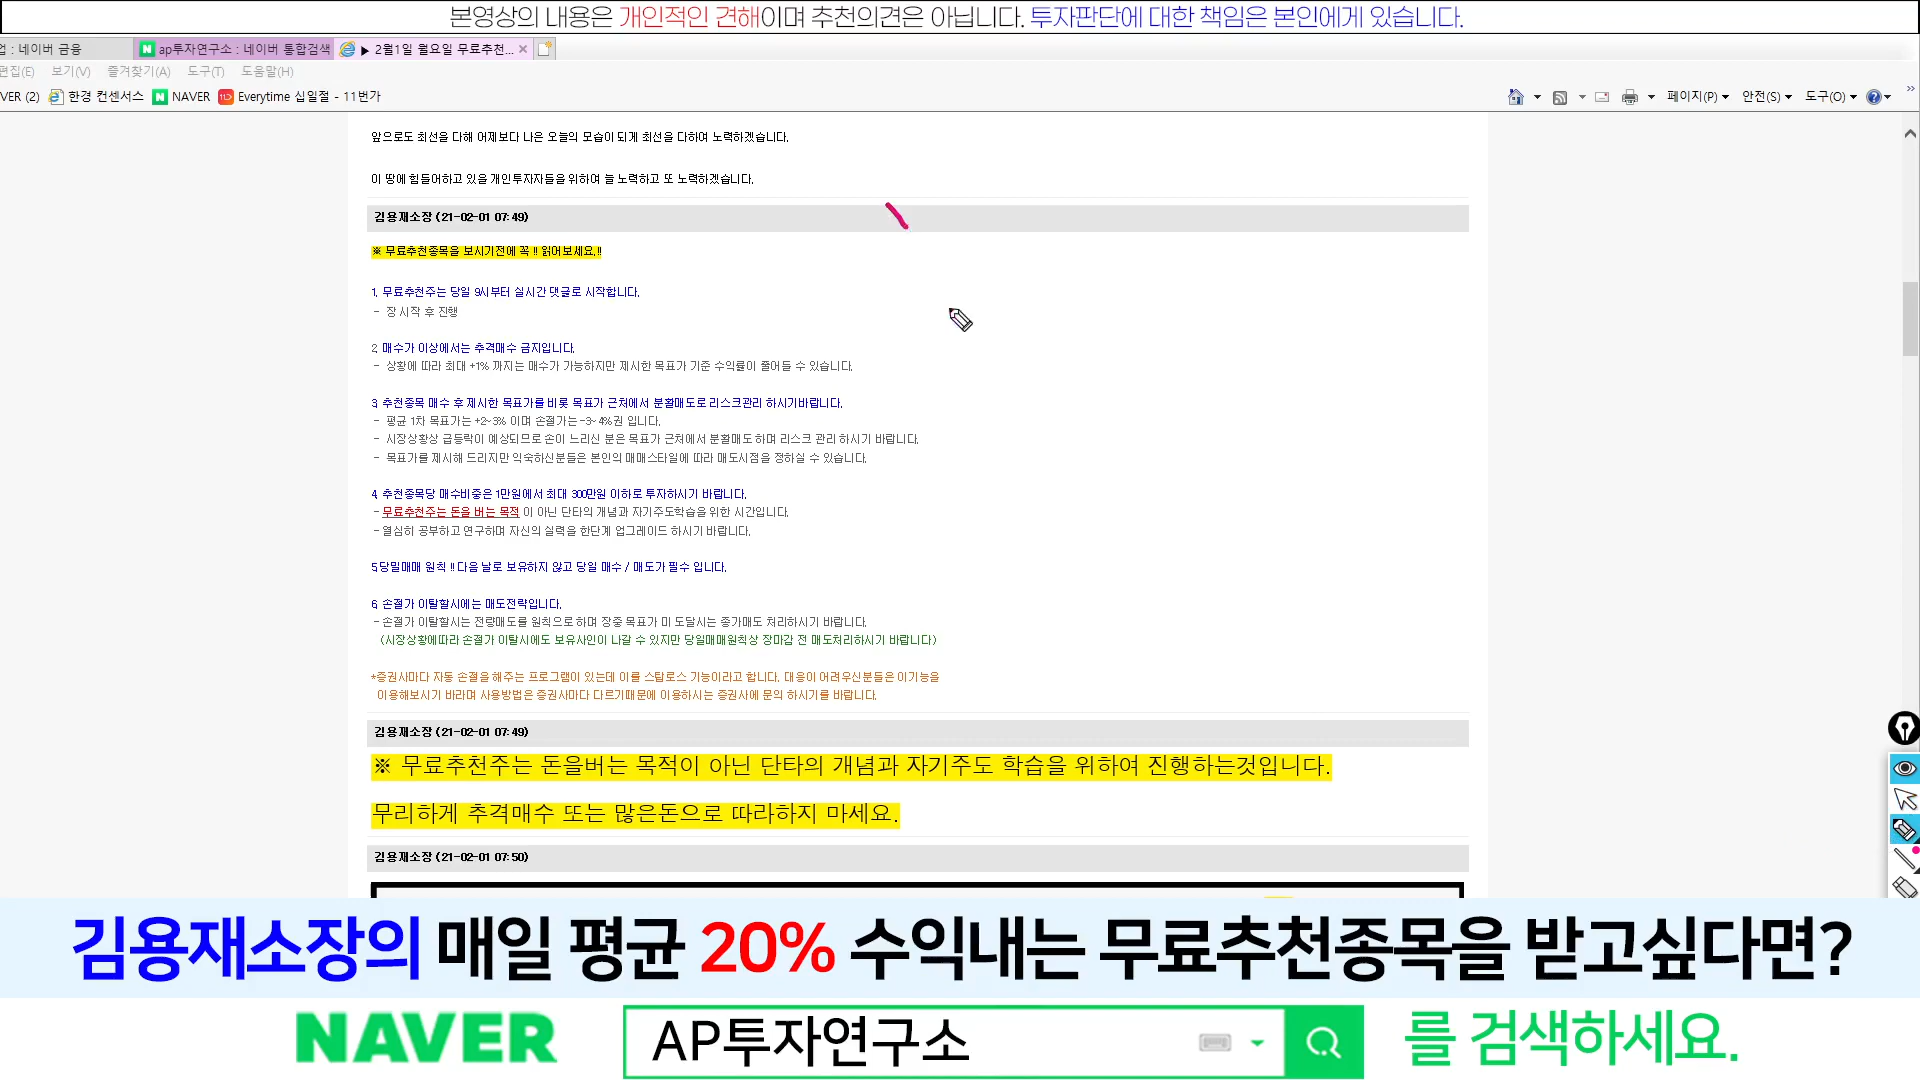 본영상의 내용은 개인적인 견해이며 추천의견은 아닙니다. 투자판단에 대한 책임은 본인에게 있습니다.
: 네이버 금융
ap투자연구소 : 네이버 통합검색
▶ 2월1일 월요일 무료추천...
편집(E) 보기(V) 즐겨찾기(A) 도구(T) 도움말(H)
VER (2) 한경 컨센서스 NAVER Everytime 십일절 - 11번가
페이지(P) 안전(S) 도구(O)
앞으로도 최선을 다해 어제보다 나은 오늘의 모습이 되게 최선을 다하여 노력하겠습니다.
이 땅에 힘들어하고 있을 개인투자자들을 위하여 늘 노력하고 또 노력하겠습니다.
김용재소장 (21-02-01 07:49)
※ 무료추천종목을 보시기전에 꼭 !! 읽어보세요.!!
1. 무료추천주는 당일 9시부터 실시간 댓글로 시작합니다.
- 장 시작 후 진행
2. 매수가 이상에서는 추격매수 금지입니다.
- 상황에 따라 최대 +1% 까지는 매수가 가능하지만 제시한 목표가 기준 수익률이 줄어들 수 있습니다.
3. 추천종목 매수 후 제시한 목표가를 비롯 목표가 근처에서 분할매도로 리스크관리 하시기바랍니다.
- 평균 1차 목표가는 +2~3% 이며 손절가는 -3~4%권 입니다.
- 시장상황상 급등락이 예상되므로 손이 느리신 분은 목표가 근처에서 분할매도 하며 리스크 관리 하시기 바랍니다.
- 목표가를 제시해 드리지만 익숙하신분들은 본인의 매매스타일에 따라 매도시점을 정하실 수 있습니다.
4. 추천종목당 매수비중은 1만원에서 최대 300만원 이하로 투자하시기 바랍니다.
- 무료추천주는 돈을 버는 목적 이 아닌 단타의 개념과 자기주도학습을 위한 시간입니다.
- 열심히 공부하고 연구하며 자신의 실력을 한단계 업그레이드 하시기 바랍니다.
5.당일매매 원칙 !! 다음 날로 보유하지 않고 당일 매수 / 매도가 필수 입니다.
6. 손절가 이탈할시에는 매도전략입니다.
- 손절가 이탈할시는 전량매도를 원칙으로 하며 장중 목표가 미 도달시는 종가매도 처리하시기 바랍니다.
(시장상황에따라 손절가 이탈시에도 보유사인이 나갈 수 있지만 당일매매원칙상 장마감 전 매도처리하시기 바랍니다)
*증권사마다 자동 손절을 해주는 프로그램이 있는데 이를 스탑로스 기능이라고 합니다. 대응이 어려우신분들은 이기능을
이용해보시기 바라며 사용방법은 증권사마다 다르기때문에 이용하시는 증권사에 문의 하시기를 바랍니다.
김용재소장 (21-02-01 07:49)
※ 무료추천주는 돈을버는 목적이 아닌 단타의 개념과 자기주도 학습을 위하여 진행하는것입니다.
무리하게 추격매수 또는 많은돈으로 따라하지 마세요.
김용재소장 (21-02-01 07:50)
김용재소장의 매일 평균 20% 수익내는 무료추천종목을 받고싶다면?
NAVER AP투자연구소 를 검색하세요.